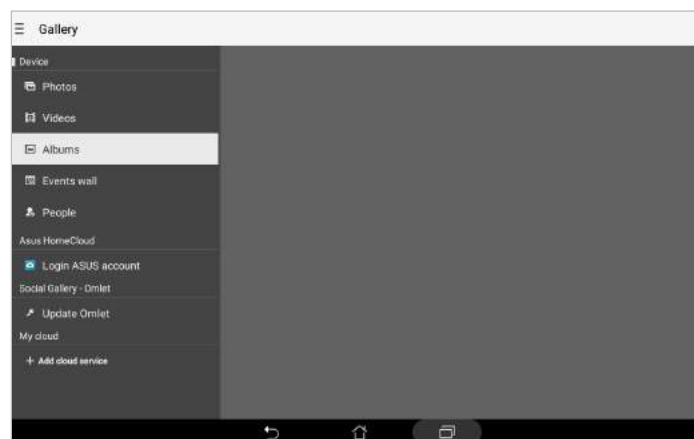 Gallery
Device
Photos
Videos
Albums
Events wall
People
Asus HomeCloud
Login ASUS account
Social Gallery - Omlet
Update Omlet
My cloud
+ Add cloud service